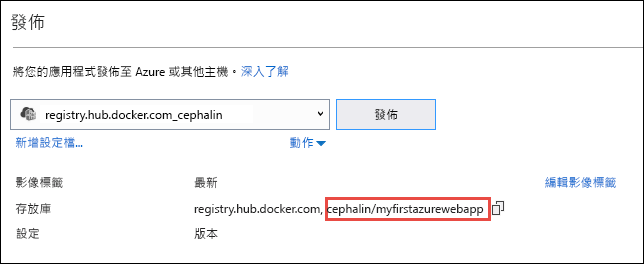 發佈
將您的應用程式發佈至 Azure 或其他主機。深入了解
registry.hub.docker.com_cephalin 發佈
新增設定檔... 動作
影像標籤 最新 編輯影像標籤
存放庫 registry.hub.docker.com, cephalin/myfirstazurewebapp
設定 版本